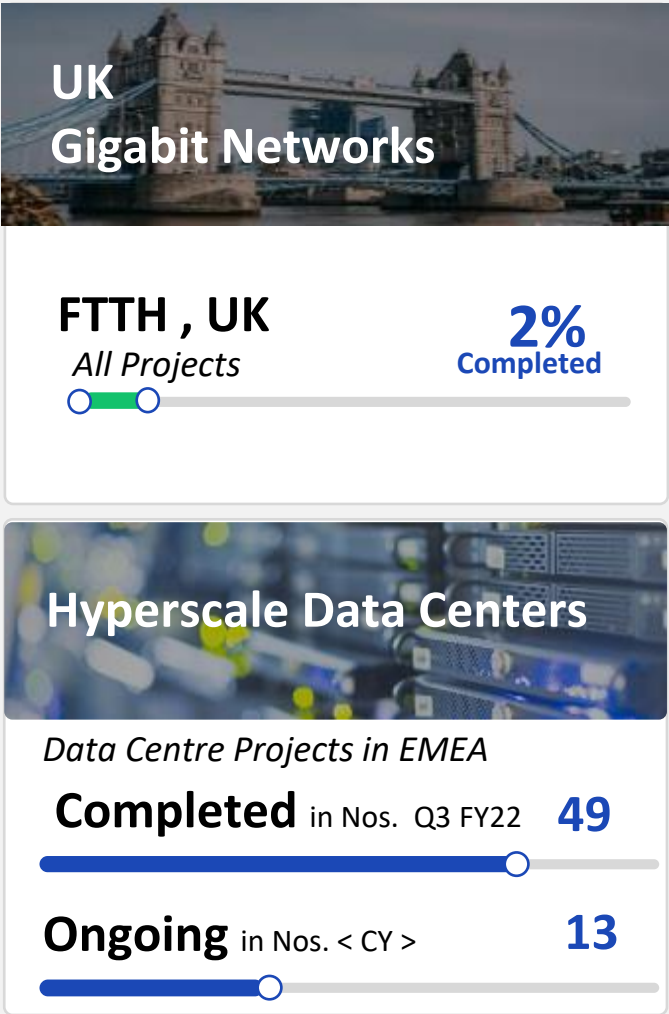 UK
Gigabit Networks
FTTH , UK
2%
All Projects
Completed
Hyperscale Data Centers
Data Centre Projects in EMEA
Completed in Nos. Q3 FY22 49
Ongoing in Nos. < CY > 13